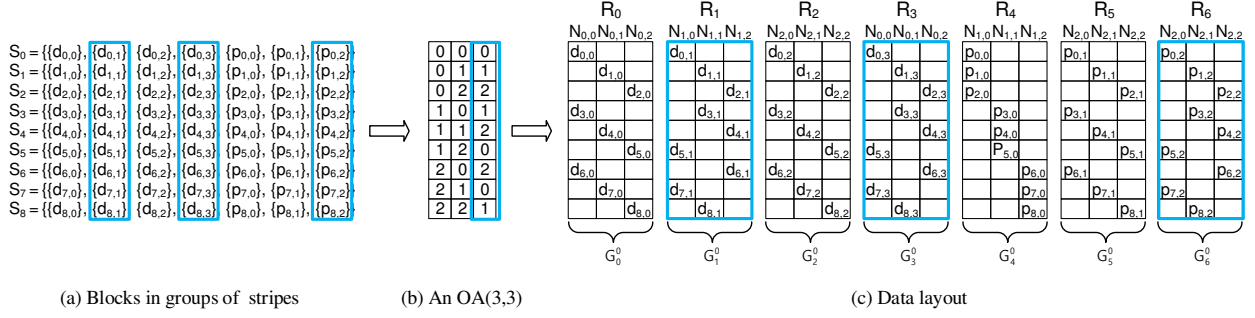 S0 = {{d0,0}, {d0,1} {d0,2}, {d0,3} {p0,0}, {p0,1}, {p0,2}}
S1 = {{d1,0}, {d1,1} {d1,2}, {d1,3} {p1,0}, {p1,1}, {p1,2}}
S2 = {{d2,0}, {d2,1} {d2,2}, {d2,3} {p2,0}, {p2,1}, {p2,2}}
S3 = {{d3,0}, {d3,1} {d3,2}, {d3,3} {p3,0}, {p3,1}, {p3,2}}
S4 = {{d4,0}, {d4,1} {d4,2}, {d4,3} {p4,0}, {p4,1}, {p4,2}}
S5 = {{d5,0}, {d5,1} {d5,2}, {d5,3} {p5,0}, {p5,1}, {p5,2}}
S6 = {{d6,0}, {d6,1} {d6,2}, {d6,3} {p6,0}, {p6,1}, {p6,2}}
S7 = {{d7,0}, {d7,1} {d7,2}, {d7,3} {p7,0}, {p7,1}, {p7,2}}
S8 = {{d8,0}, {d8,1} {d8,2}, {d8,3} {p8,0}, {p8,1}, {p8,2}}
(a) Blocks in groups of stripes
0 0 0
0 1 1
0 2 2
1 0 1
1 1 2
1 2 0
2 0 2
2 1 0
2 2 1
(b) An OA(3,3)
R0 R1 R2 R3 R4 R5 R6
N0,0 N0,1 N0,2 N1,0 N1,1 N1,2 N2,0 N2,1 N2,2 N0,0 N0,1 N0,2 N1,0 N1,1 N1,2 N2,0 N2,1 N2,2 N2,0 N2,1 N2,2
d0,0 d0,1 d0,2 d0,3 p0,0 p0,1 p0,2
d1,0 d1,1 d1,2 d1,3 p1,0 p1,1 p1,2
d2,0 d2,1 d2,2 d2,3 p2,0 p2,1 p2,2
d3,0 d3,1 d3,2 d3,3 p3,0 p3,1 p3,2
d4,0 d4,1 d4,2 d4,3 p4,0 p4,1 p4,2
d5,0 d5,1 d5,2 d5,3 P5,0 p5,1 p5,2
d6,0 d6,1 d6,2 d6,3 p6,0 p6,1 p6,2
d7,0 d7,1 d7,2 d7,3 p7,0 p7,1 p7,2
d8,0 d8,1 d8,2 d8,3 p8,0 p8,1 p8,2
G00 G10 G20 G30 G40 G50 G60
(c) Data layout